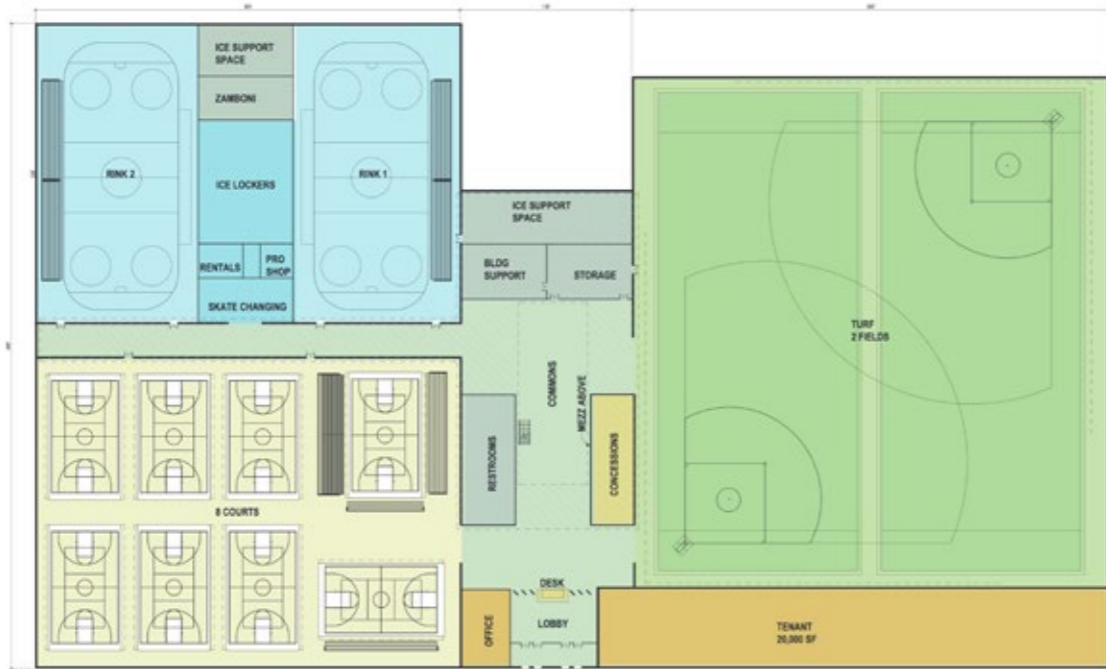 ICE SUPPORT
SPACE
ZAMBONI
RINK 2
ICE LOCKERS
RINK 1
RENTALS
PRO
SHOP
SKATE CHANGING
ICE SUPPORT
SPACE
BLDG
SUPPORT
STORAGE
TURF
2 FIELDS
COMMONS
MEZZ ABOVE
RESTROOMS
CONCESSIONS
8 COURTS
DESK
OFFICE
LOBBY
TENANT
20,000 SF